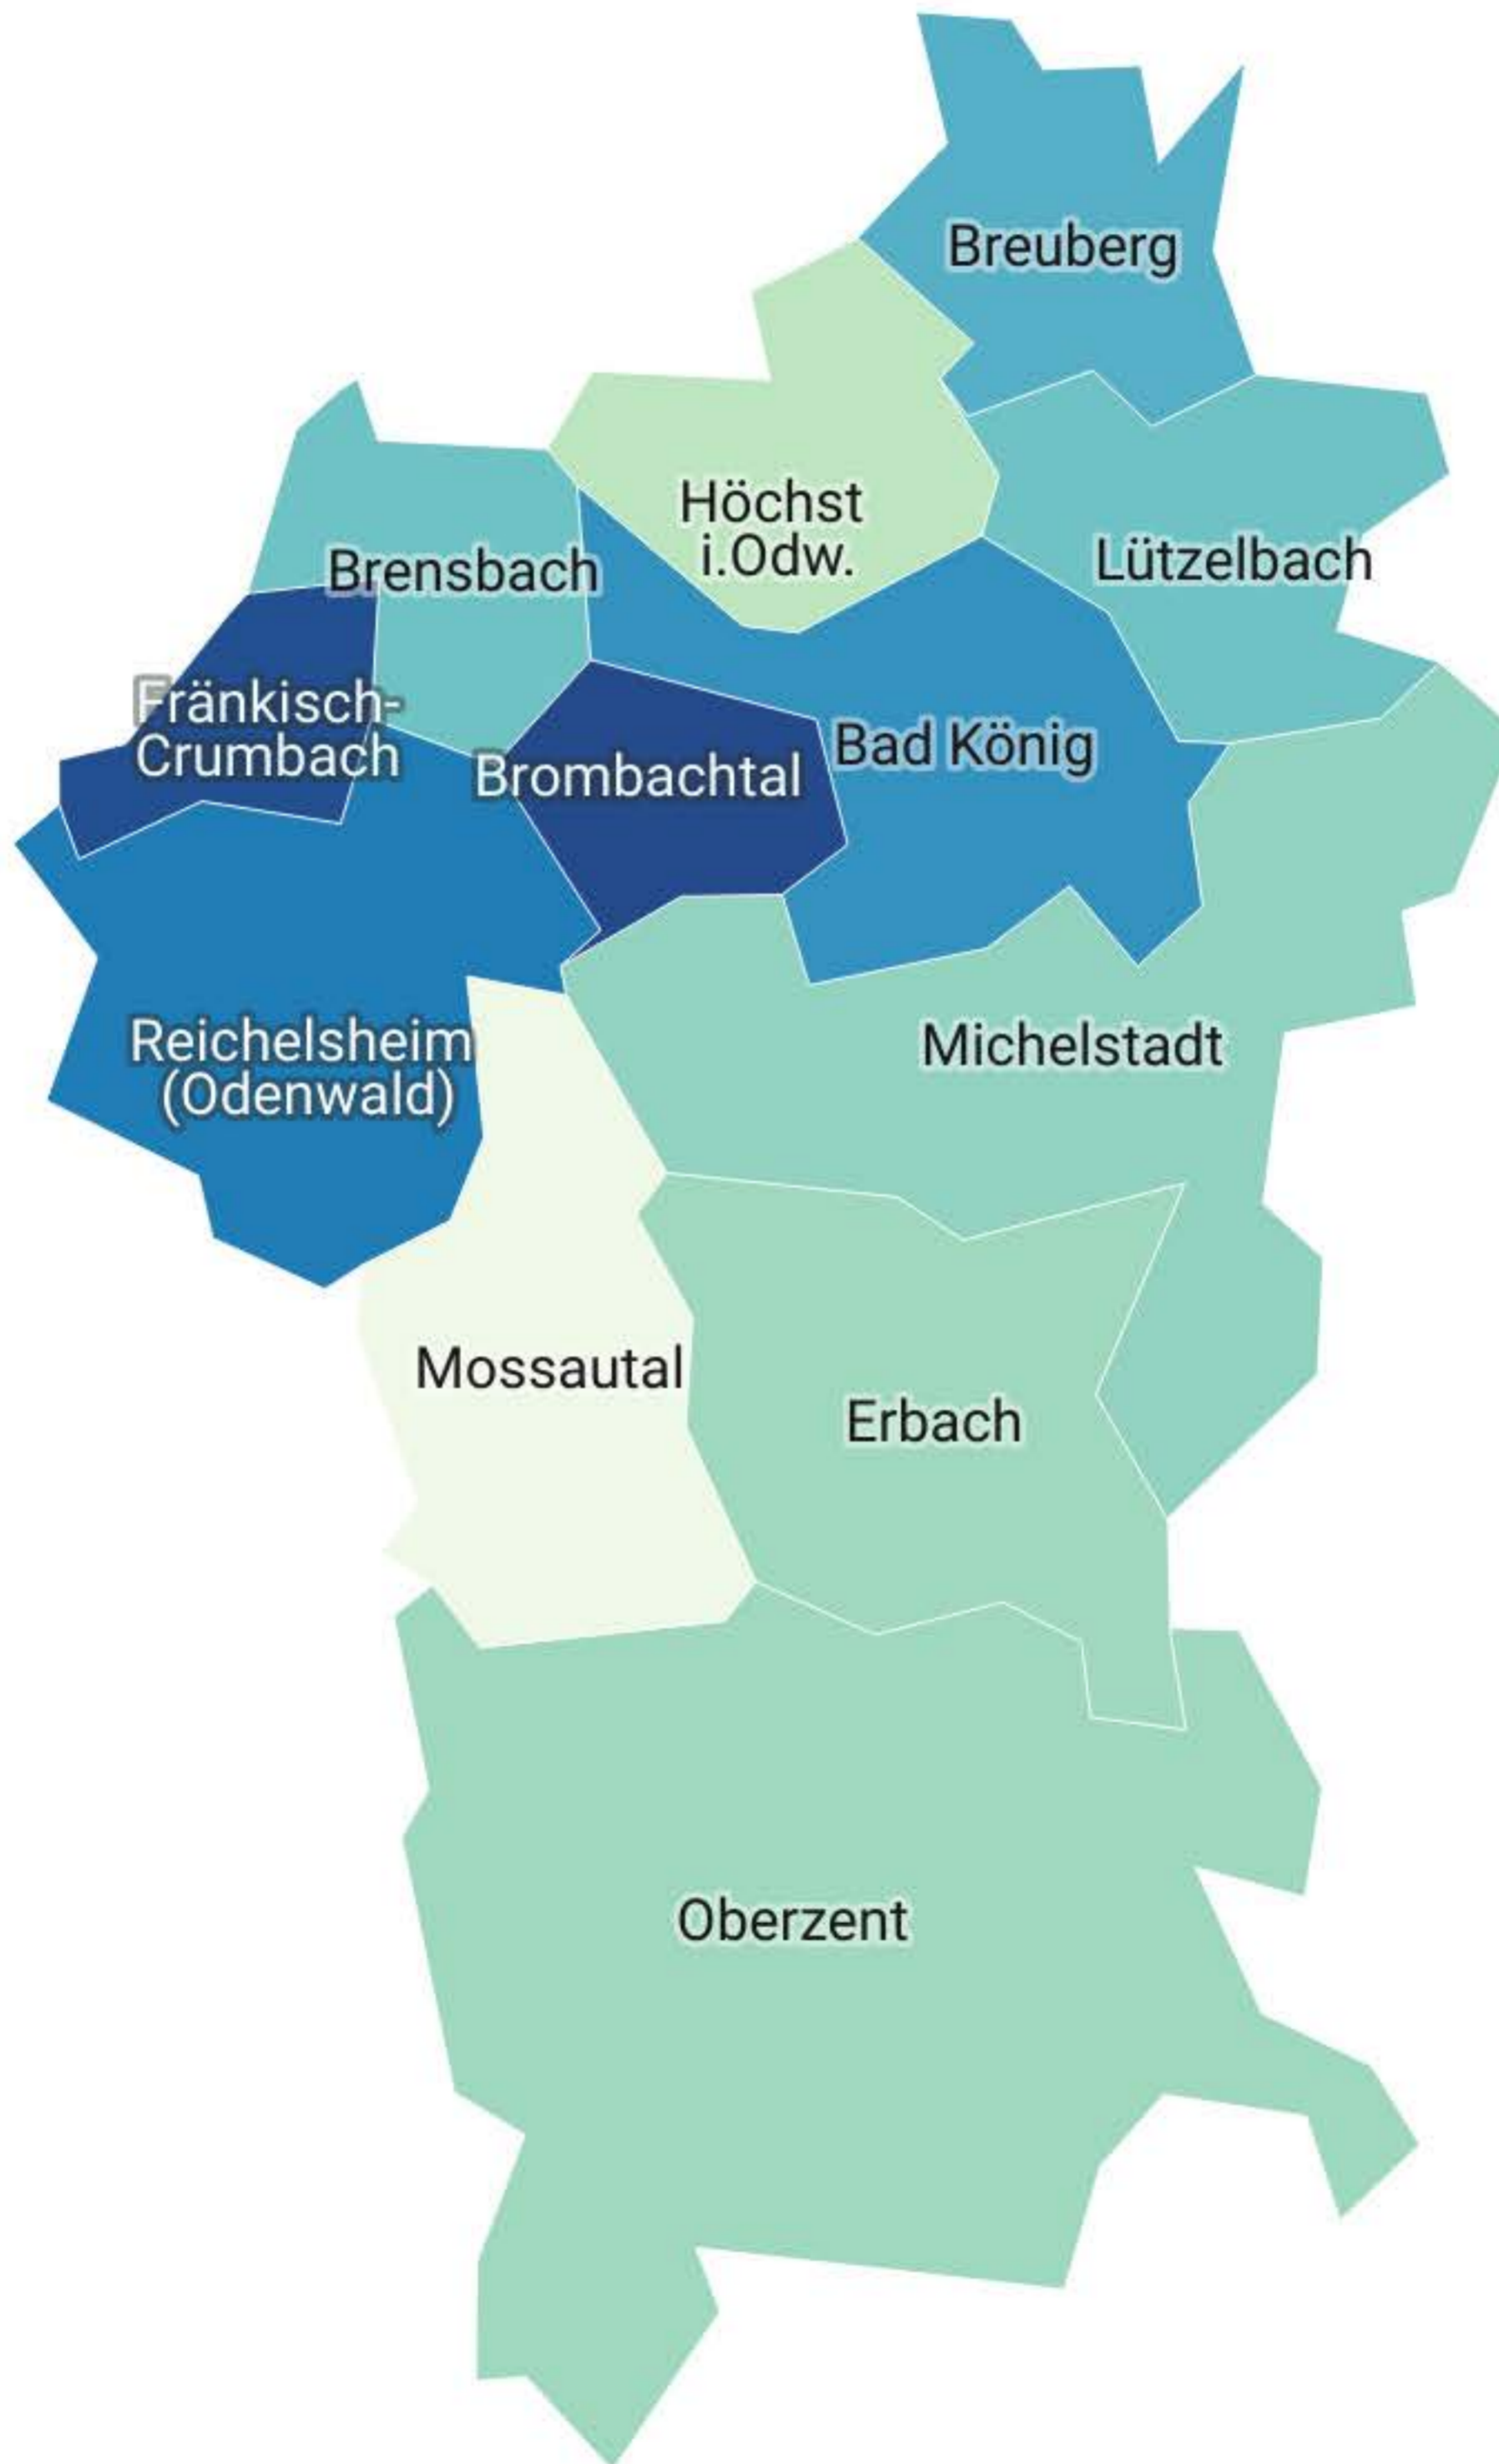 Breuberg
Höchst
i.Odw.
Lützelbach
Brensbach
Fränkisch-
Crumbach
Bad König
Brombachtal
Reichelsheim
(Odenwald)
Michelstadt
Mossautal
Erbach
Oberzent